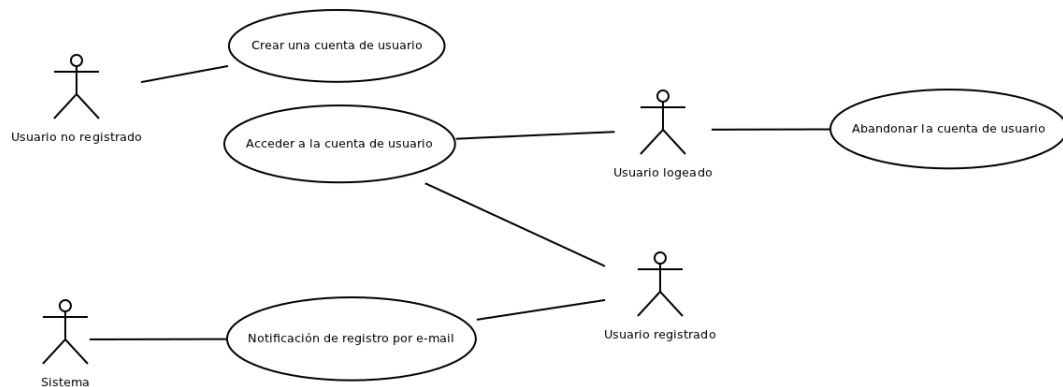 Crear una cuenta de usuario
Usuario no registrado
Acceder a la cuenta de usuario
Abandonar la cuenta de usuario
Usuario logeado
Usuario registrado
Notificación de registro por e-mail
Sistema